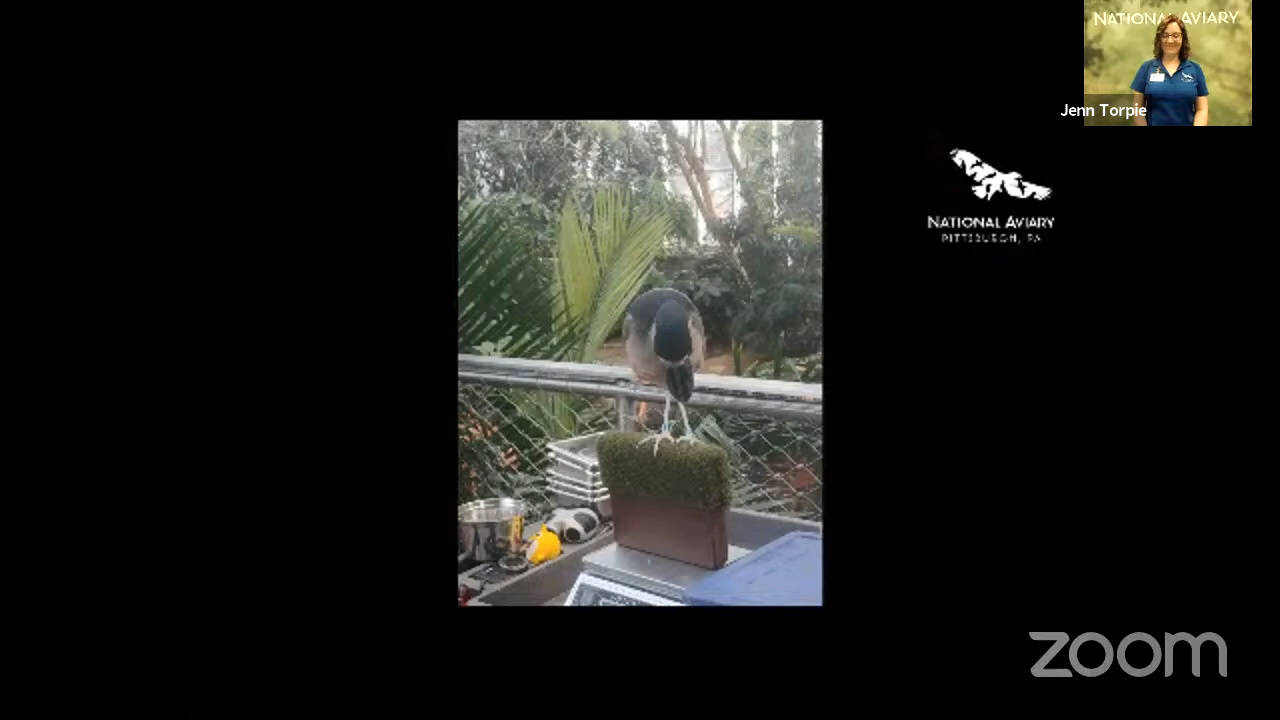 NATIONAL AVIARY
Jenn Torpie
NATIONAL AVIARY
PITTSBURGH, PA
zoom